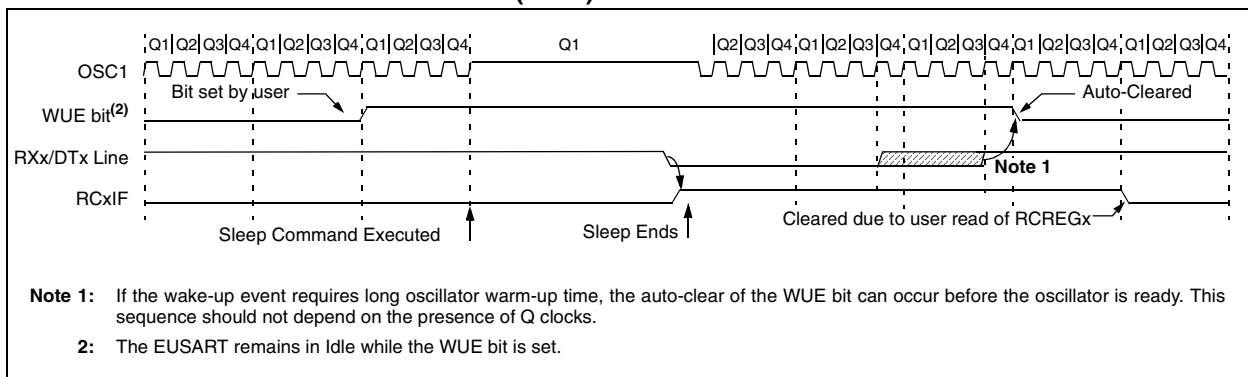 Q1 Q2 Q3 Q4 Q1 Q2 Q3 Q4 Q1 Q2 Q3 Q4 Q1 Q2 Q3 Q4 Q1 Q2 Q3 Q4 Q1 Q2 Q3 Q4 Q1 Q2 Q3 Q4 Q1 Q2 Q3 Q4
OSC1
Bit set by user
Auto-Cleared
WUE bit(2)
RXx/DTx Line
Note 1
RCxIF
Cleared due to user read of RCREGx
Sleep Command Executed
Sleep Ends
Note 1: If the wake-up event requires long oscillator warm-up time, the auto-clear of the WUE bit can occur before the oscillator is ready. This
sequence should not depend on the presence of Q clocks.
2: The EUSART remains in Idle while the WUE bit is set.